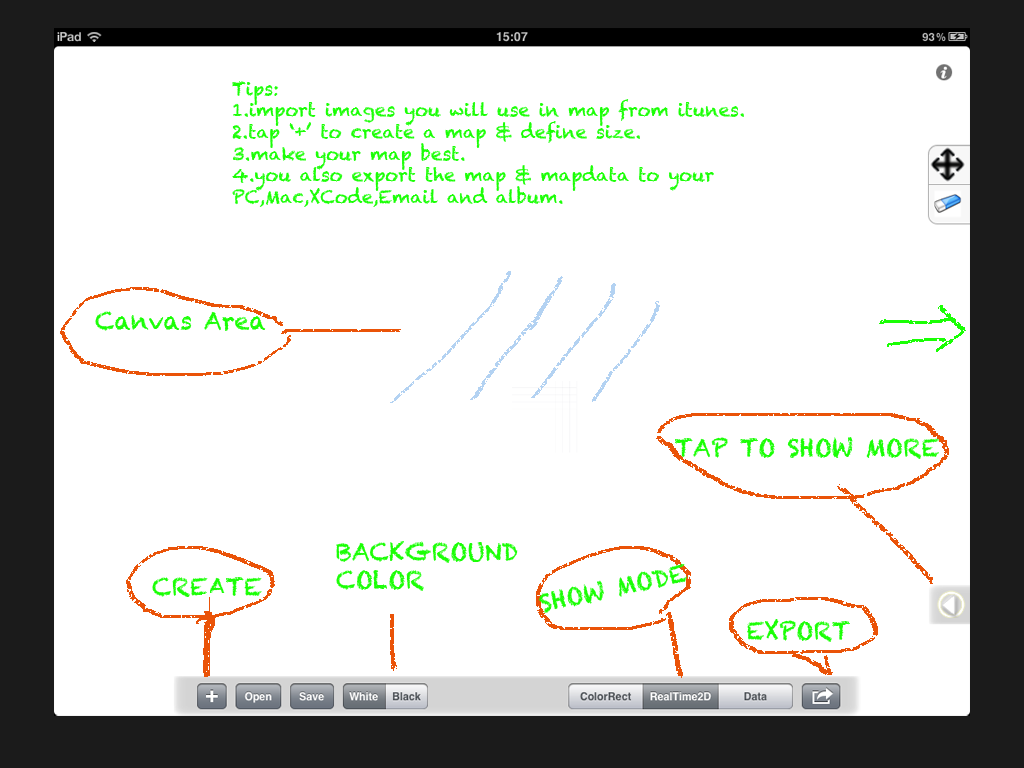 iPad 15:07 93%
Tips:
1.import images you will use in map from itunes.
2.tap ‘+’ to create a map & define size.
3.make your map best.
4.you also export the map & mapdata to your
PC,Mac,XCode,Email and album.
Canvas Area
TAP TO SHOW MORE
CREATE
BACKGROUND
COLOR
SHOW MODE
EXPORT
+ Open Save White Black ColorRect RealTime2D Data